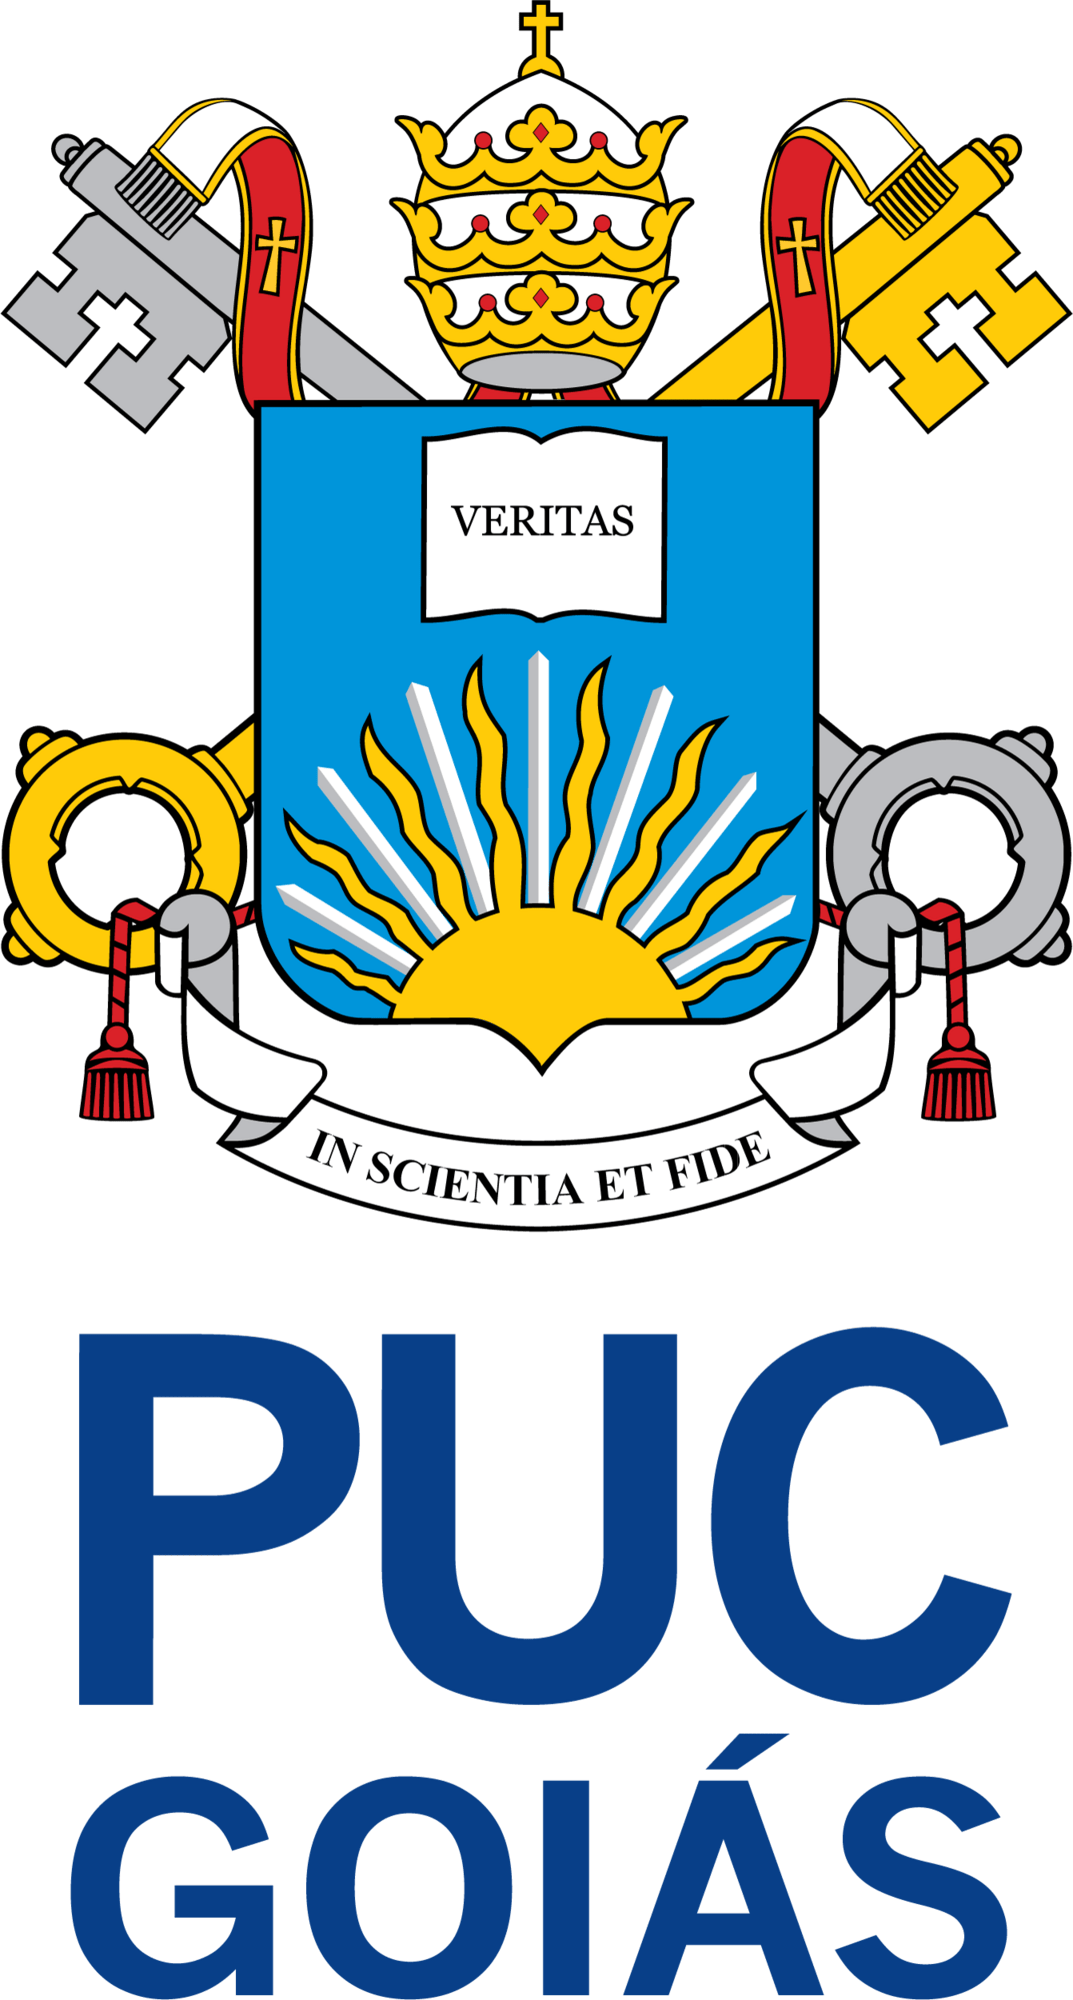 VERITAS
IN SCIENTIA ET FIDE
PUC
GOIÁS